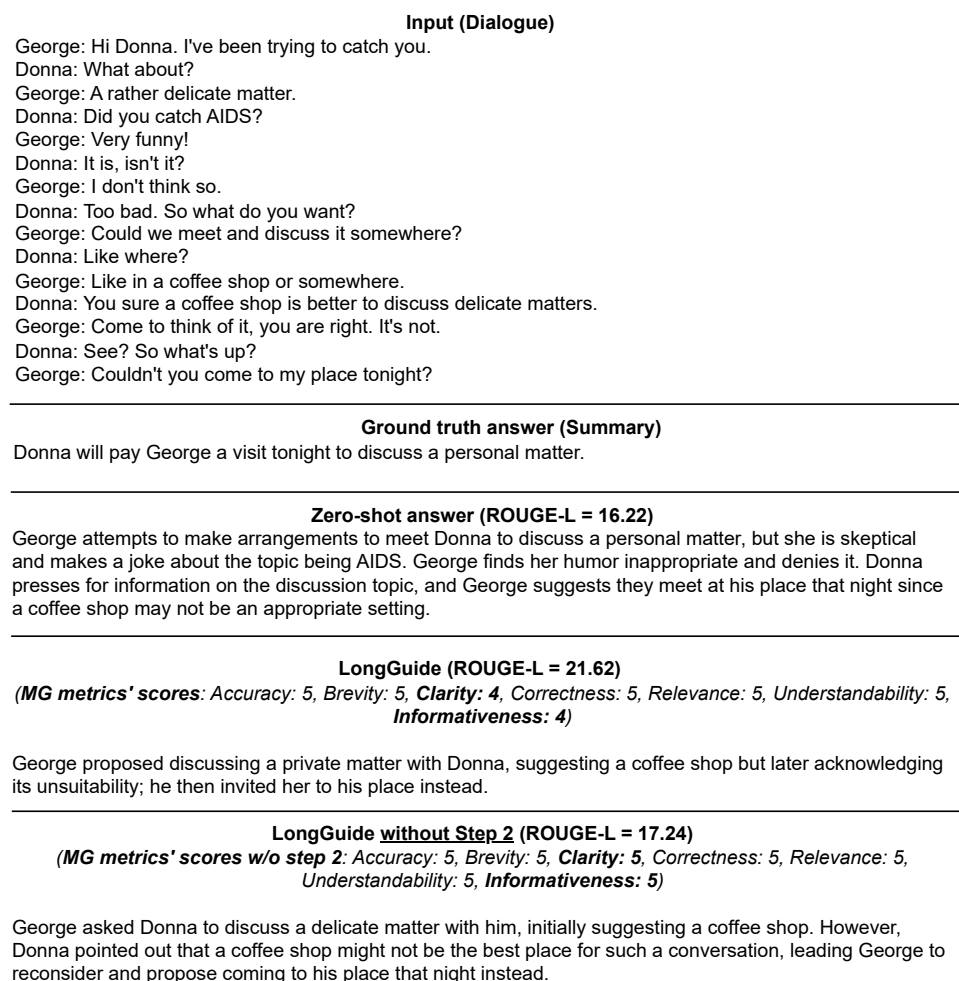 Input (Dialogue)
George: Hi Donna. I've been trying to catch you.
Donna: What about?
George: A rather delicate matter.
Donna: Did you catch AIDS?
George: Very funny!
Donna: It is, isn't it?
George: I don't think so.
Donna: Too bad. So what do you want?
George: Could we meet and discuss it somewhere?
Donna: Like where?
George: Like in a coffee shop or somewhere.
Donna: You sure a coffee shop is better to discuss delicate matters.
George: Come to think of it, you are right. It's not.
Donna: See? So what's up?
George: Couldn't you come to my place tonight?
Ground truth answer (Summary)
Donna will pay George a visit tonight to discuss a personal matter.
Zero-shot answer (ROUGE-L = 16.22)
George attempts to make arrangements to meet Donna to discuss a personal matter, but she is skeptical
and makes a joke about the topic being AIDS. George finds her humor inappropriate and denies it. Donna
presses for information on the discussion topic, and George suggests they meet at his place that night since
a coffee shop may not be an appropriate setting.
LongGuide (ROUGE-L = 21.62)
(MG metrics' scores: Accuracy: 5, Brevity: 5, Clarity: 4, Correctness: 5, Relevance: 5, Understandability: 5,
Informativeness: 4)
George proposed discussing a private matter with Donna, suggesting a coffee shop but later acknowledging
its unsuitability; he then invited her to his place instead.
LongGuide without Step 2 (ROUGE-L = 17.24)
(MG metrics' scores w/o step 2: Accuracy: 5, Brevity: 5, Clarity: 5, Correctness: 5, Relevance: 5,
Understandability: 5, Informativeness: 5)
George asked Donna to discuss a delicate matter with him, initially suggesting a coffee shop. However,
Donna pointed out that a coffee shop might not be the best place for such a conversation, leading George to
reconsider and propose coming to his place that night instead.